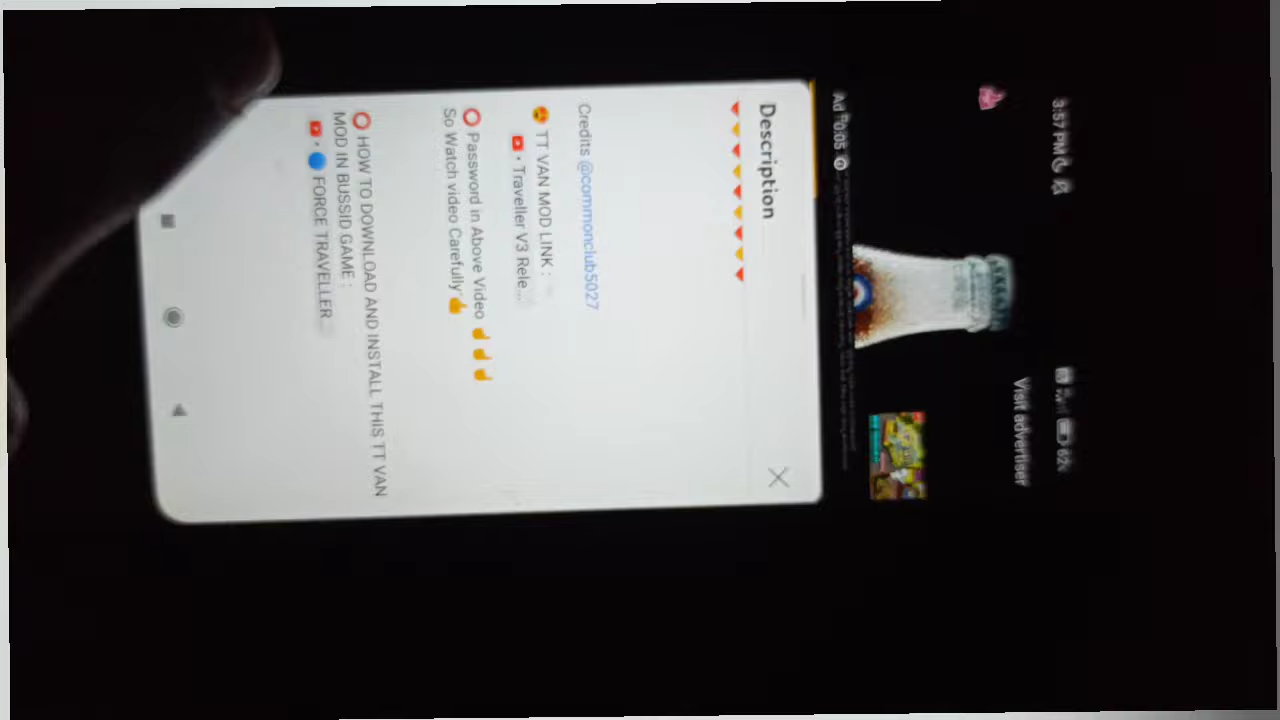 3:57 PM
62
Visit advertiser
Ad 0:05
Description
Credits @commonclub5027
TT VAN MOD LINK :
• Traveller V3 Rele...
Password in Above Video
So Watch video Carefully
HOW TO DOWNLOAD AND INSTALL THIS TT VAN
MOD IN BUSSID GAME :
• FORCE TRAVELLER